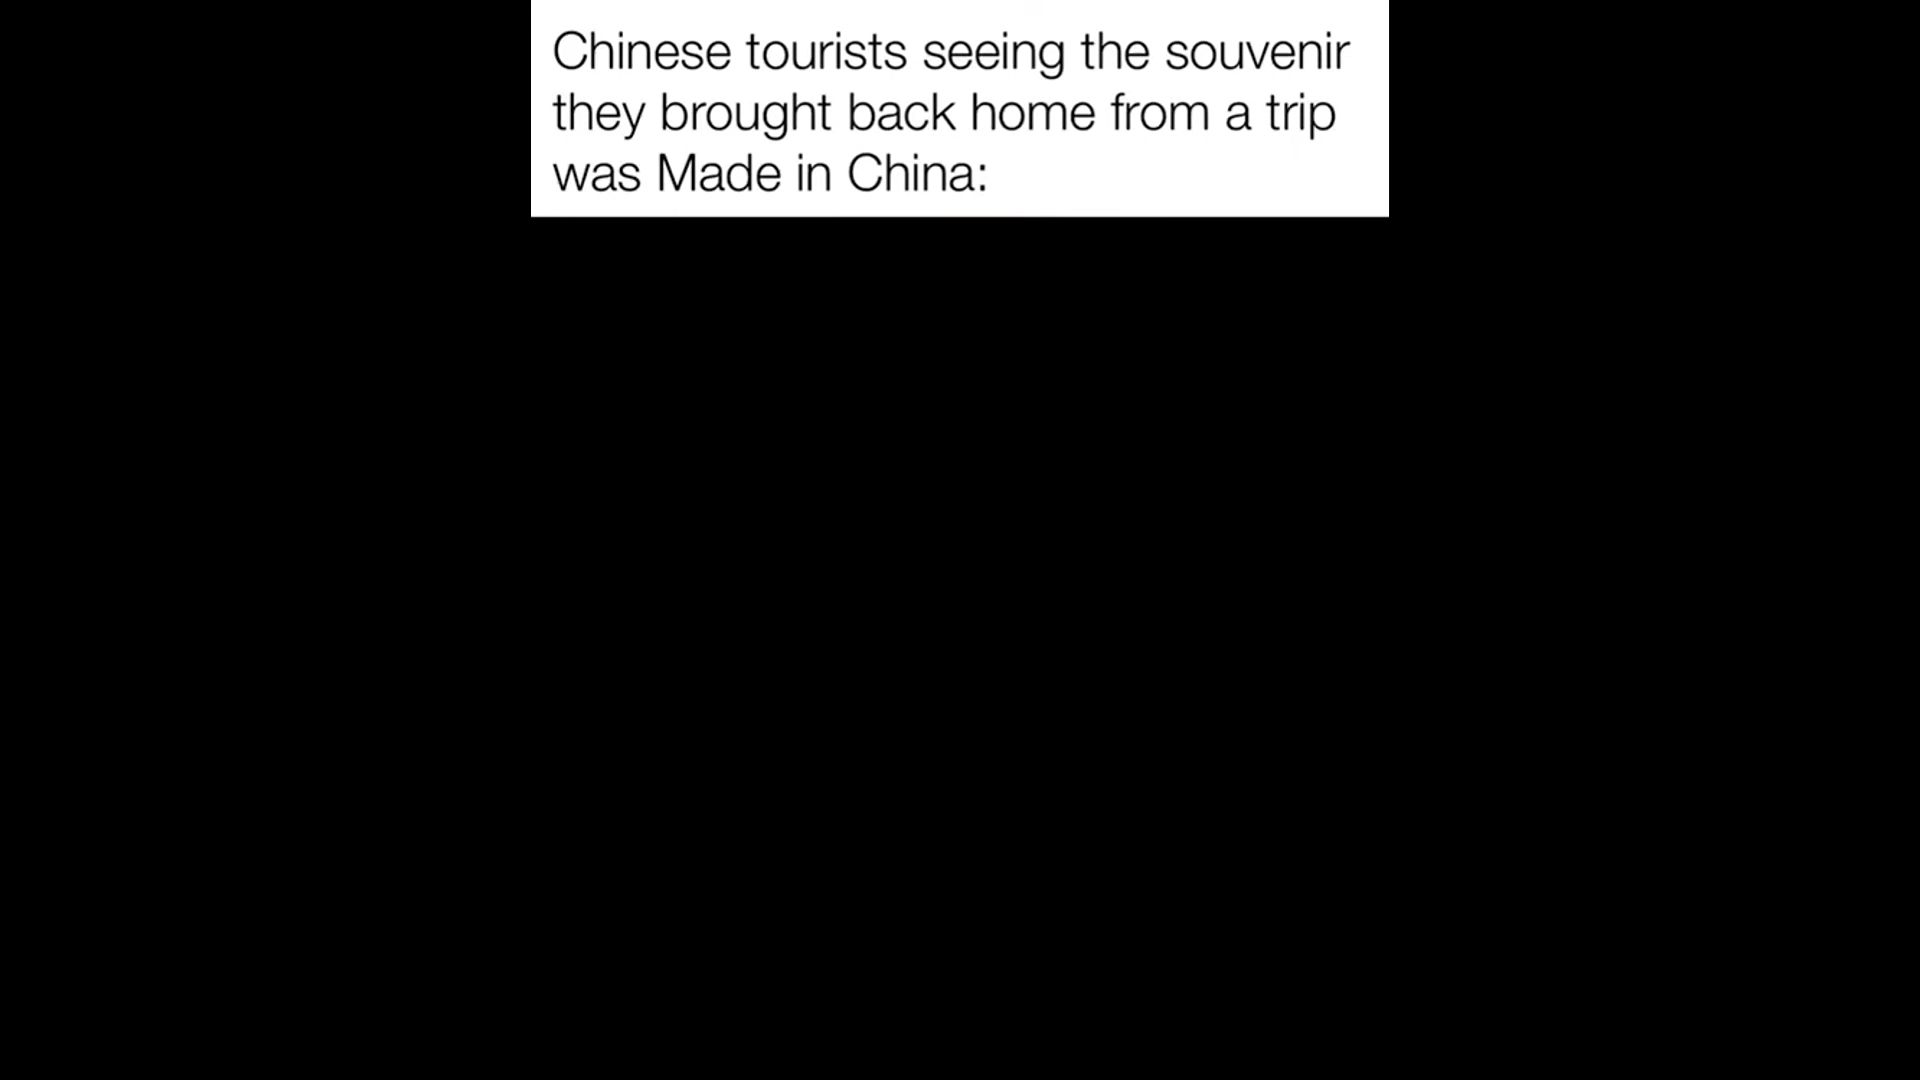 Chinese tourists seeing the souvenir
they brought back home from a trip
was Made in China: